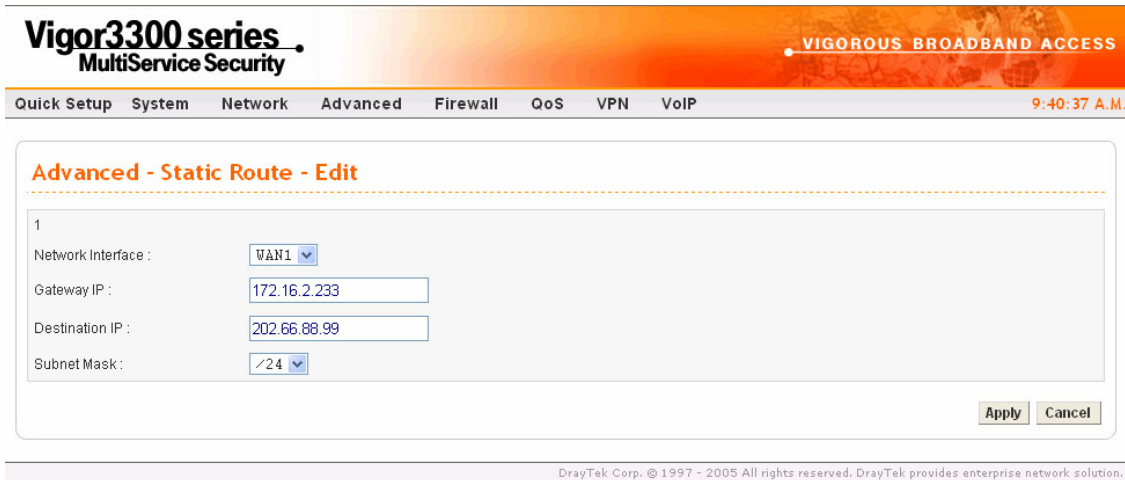 Vigor3300 series
MultiService Security
VIGOROUS BROADBAND ACCESS
Quick Setup System Network Advanced Firewall QoS VPN VoIP 9:40:37 A.M.
Advanced - Static Route - Edit
1
Network Interface : WAN1
Gateway IP : 172.16.2.233
Destination IP : 202.66.88.99
Subnet Mask : /24
Apply Cancel
DrayTek Corp. © 1997 - 2005 All rights reserved. DrayTek provides enterprise network solution.